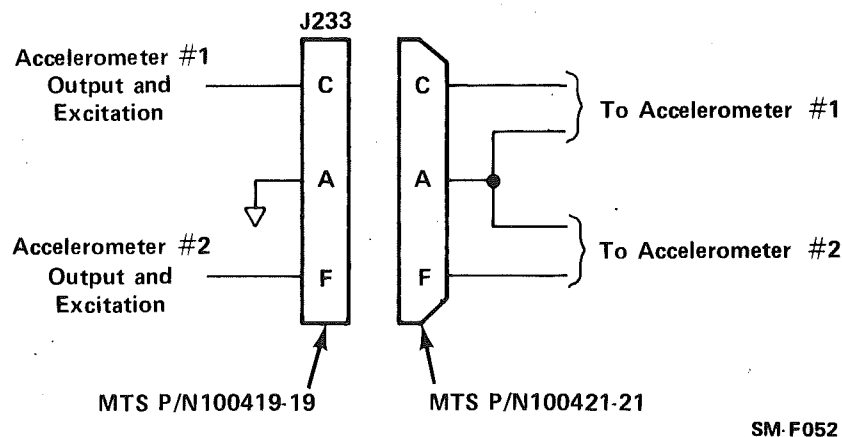 J233
Accelerometer #1
Output and
Excitation
C
C
To Accelerometer #1
A
A
Accelerometer #2
Output and
Excitation
F
F
To Accelerometer #2
MTS P/N100419-19
MTS P/N100421-21
SM-F052